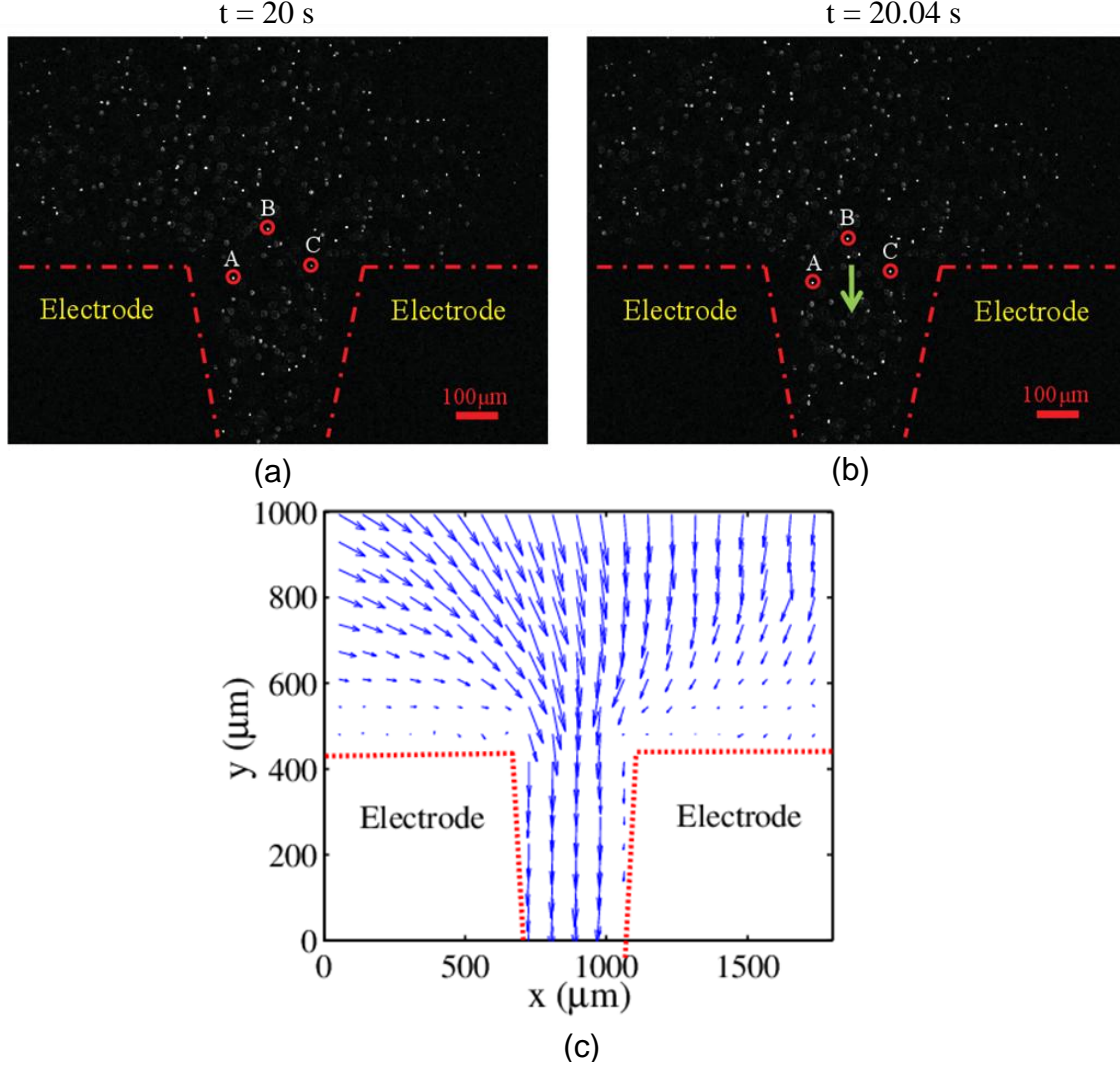 t = 20 s
t = 20.04 s
B
A
C
Electrode
Electrode
100μm
(a)
B
A
C
Electrode
Electrode
100μm
(b)
1000
800
600
400
200
0
y (μm)
Electrode
Electrode
0
500
1000
1500
x (μm)
(c)